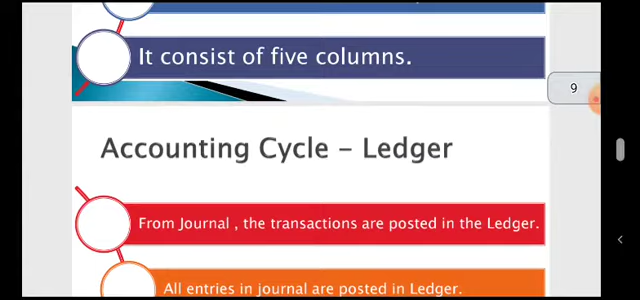 It consist of five columns.
9
Accounting Cycle – Ledger
From Journal , the transactions are posted in the Ledger.
All entries in journal are posted in Ledger.